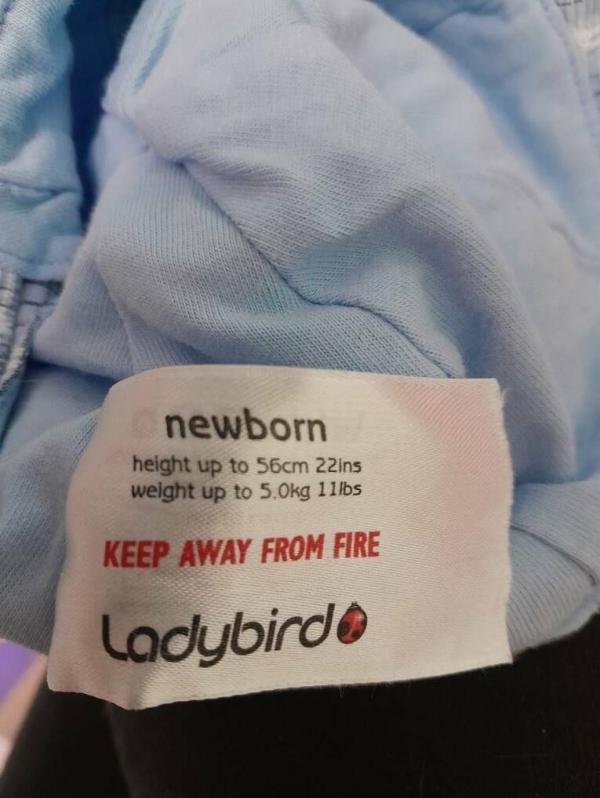 newborn
height up to 56cm 22ins
weight up to 5.0kg 11lbs
KEEP AWAY FROM FIRE
Ladybird